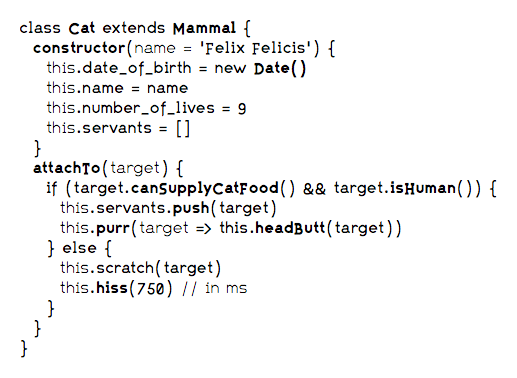 class Cat extends Mammal {
  constructor(name = 'Felix Felicis') {
    this.date_of_birth = new Date()
    this.name = name
    this.number_of_lives = 9
    this.servants = []
  }
  attachTo(target) {
    if (target.canSupplyCatFood() && target.isHuman()) {
      this.servants.push(target)
      this.purr(target => this.headButt(target))
    } else {
      this.scratch(target)
      this.hiss(750) // in ms
    }
  }
}